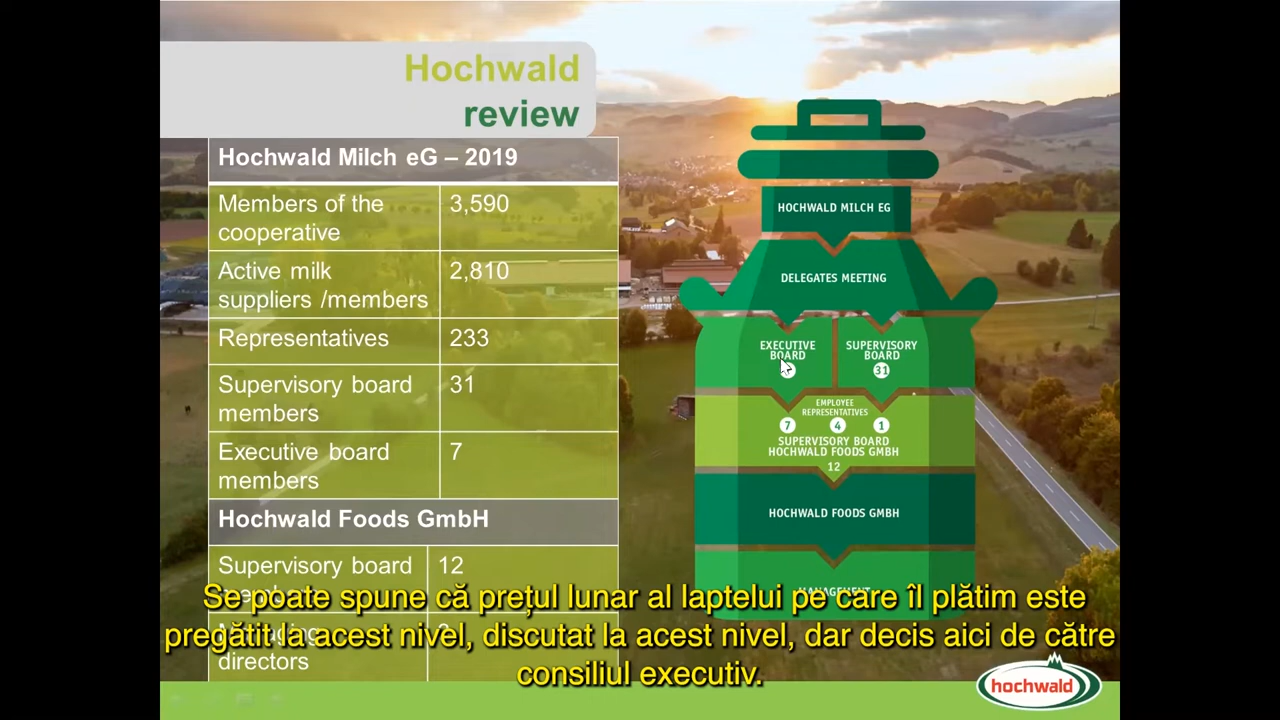 Hochwald
review
Hochwald Milch eG – 2019
Members of the
cooperative
3,590
Active milk
suppliers /members
2,810
Representatives
233
Supervisory board
members
31
Executive board
members
7
Hochwald Foods GmbH
Supervisory board
12
directors
HOCHWALD MILCH EG
DELEGATES MEETING
EXECUTIVE
BOARD
SUPERVISORY
BOARD
31
EMPLOYEE
REPRESENTATIVES
7 4 1
SUPERVISORY BOARD
HOCHWALD FOODS GMBH
12
HOCHWALD FOODS GMBH
MANAGEMENT
Se poate spune că prețul lunar al laptelui pe care îl plătim este
pregătit la acest nivel, discutat la acest nivel, dar decis aici de către
consiliul executiv.
hochwald